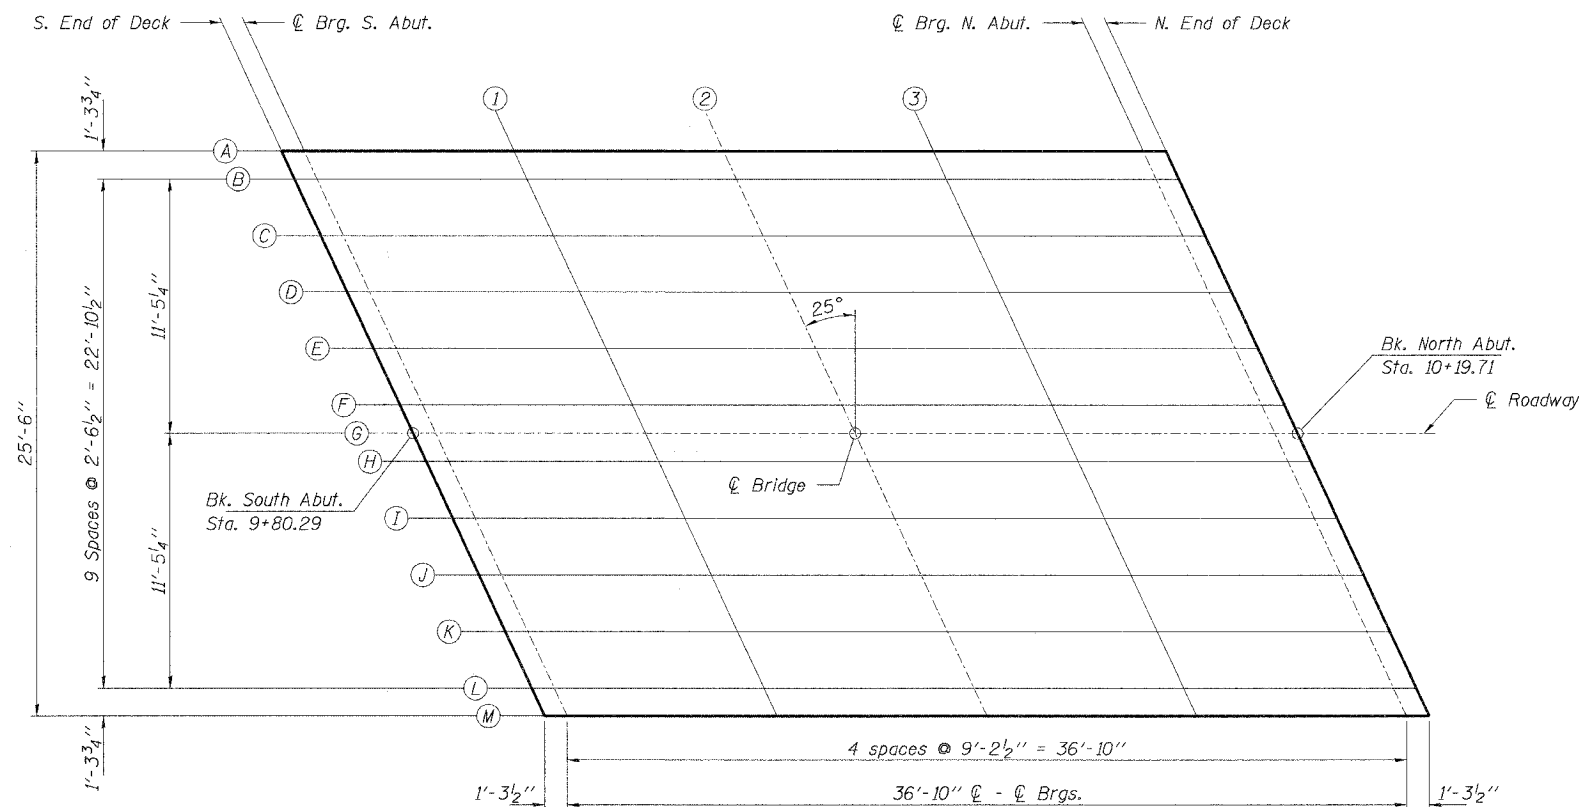 S. End of Deck
℄ Brg. S. Abut.
℄ Brg. N. Abut.
N. End of Deck
1'-3¾"
1
2
3
A
B
C
D
E
F
G
H
I
J
K
L
M
25'-6"
9 Spaces @ 2'-6½" = 22'-10½"
11'-5¼"
11'-5¼"
25°
Bk. North Abut.
Sta. 10+19.71
℄ Roadway
℄ Bridge
Bk. South Abut.
Sta. 9+80.29
1'-3¾"
4 spaces @ 9'-2½" = 36'-10"
1'-3½"
36'-10" ℄ - ℄ Brgs.
1'-3½"